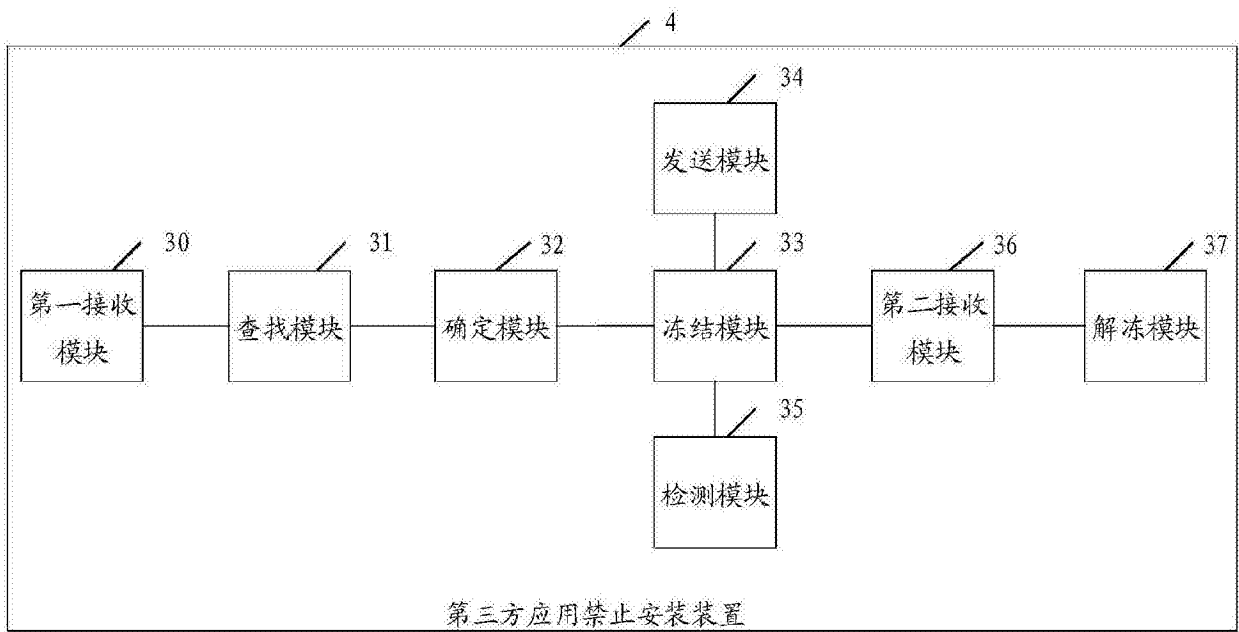 4
34
发送模块
30
31
32
33
36
37
第一接收
模块
查找模块
确定模块
冻结模块
第二接收
模块
解冻模块
35
检测模块
第三方应用禁止安装装置